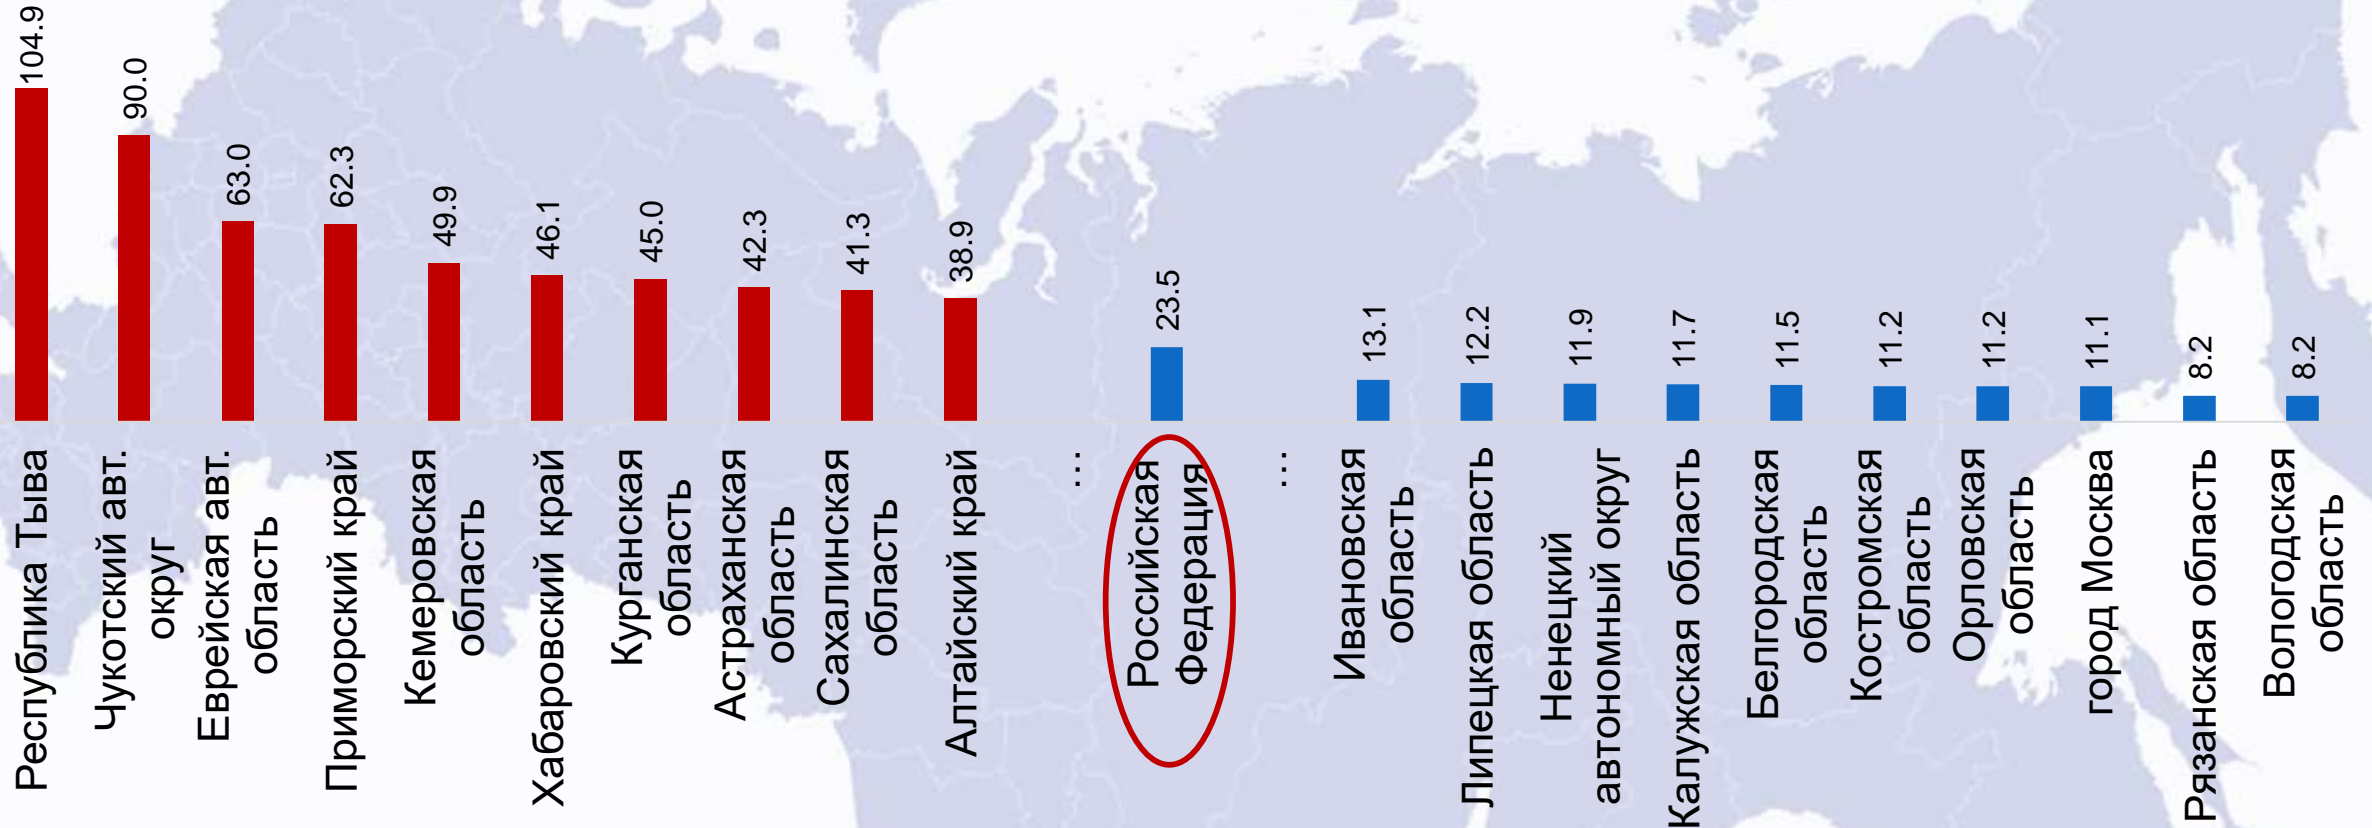 104.9
90.0
63.0
62.3
49.9
46.1
45.0
42.3
41.3
38.9
23.5
13.1
12.2
11.9
11.7
11.5
11.2
11.2
11.1
8.2
8.2
Республика Тыва
Чукотский авт.
округ
Еврейская авт.
область
Приморский край
Кемеровская
область
Хабаровский край
Курганская
область
Астраханская
область
Сахалинская
область
Алтайский край
...
Российская
Федерация
...
Ивановская
область
Липецкая область
Ненецкий
автономный округ
Калужская область
Белгородская
область
Костромская
область
Орловская
область
город Москва
Рязанская область
Вологодская
область